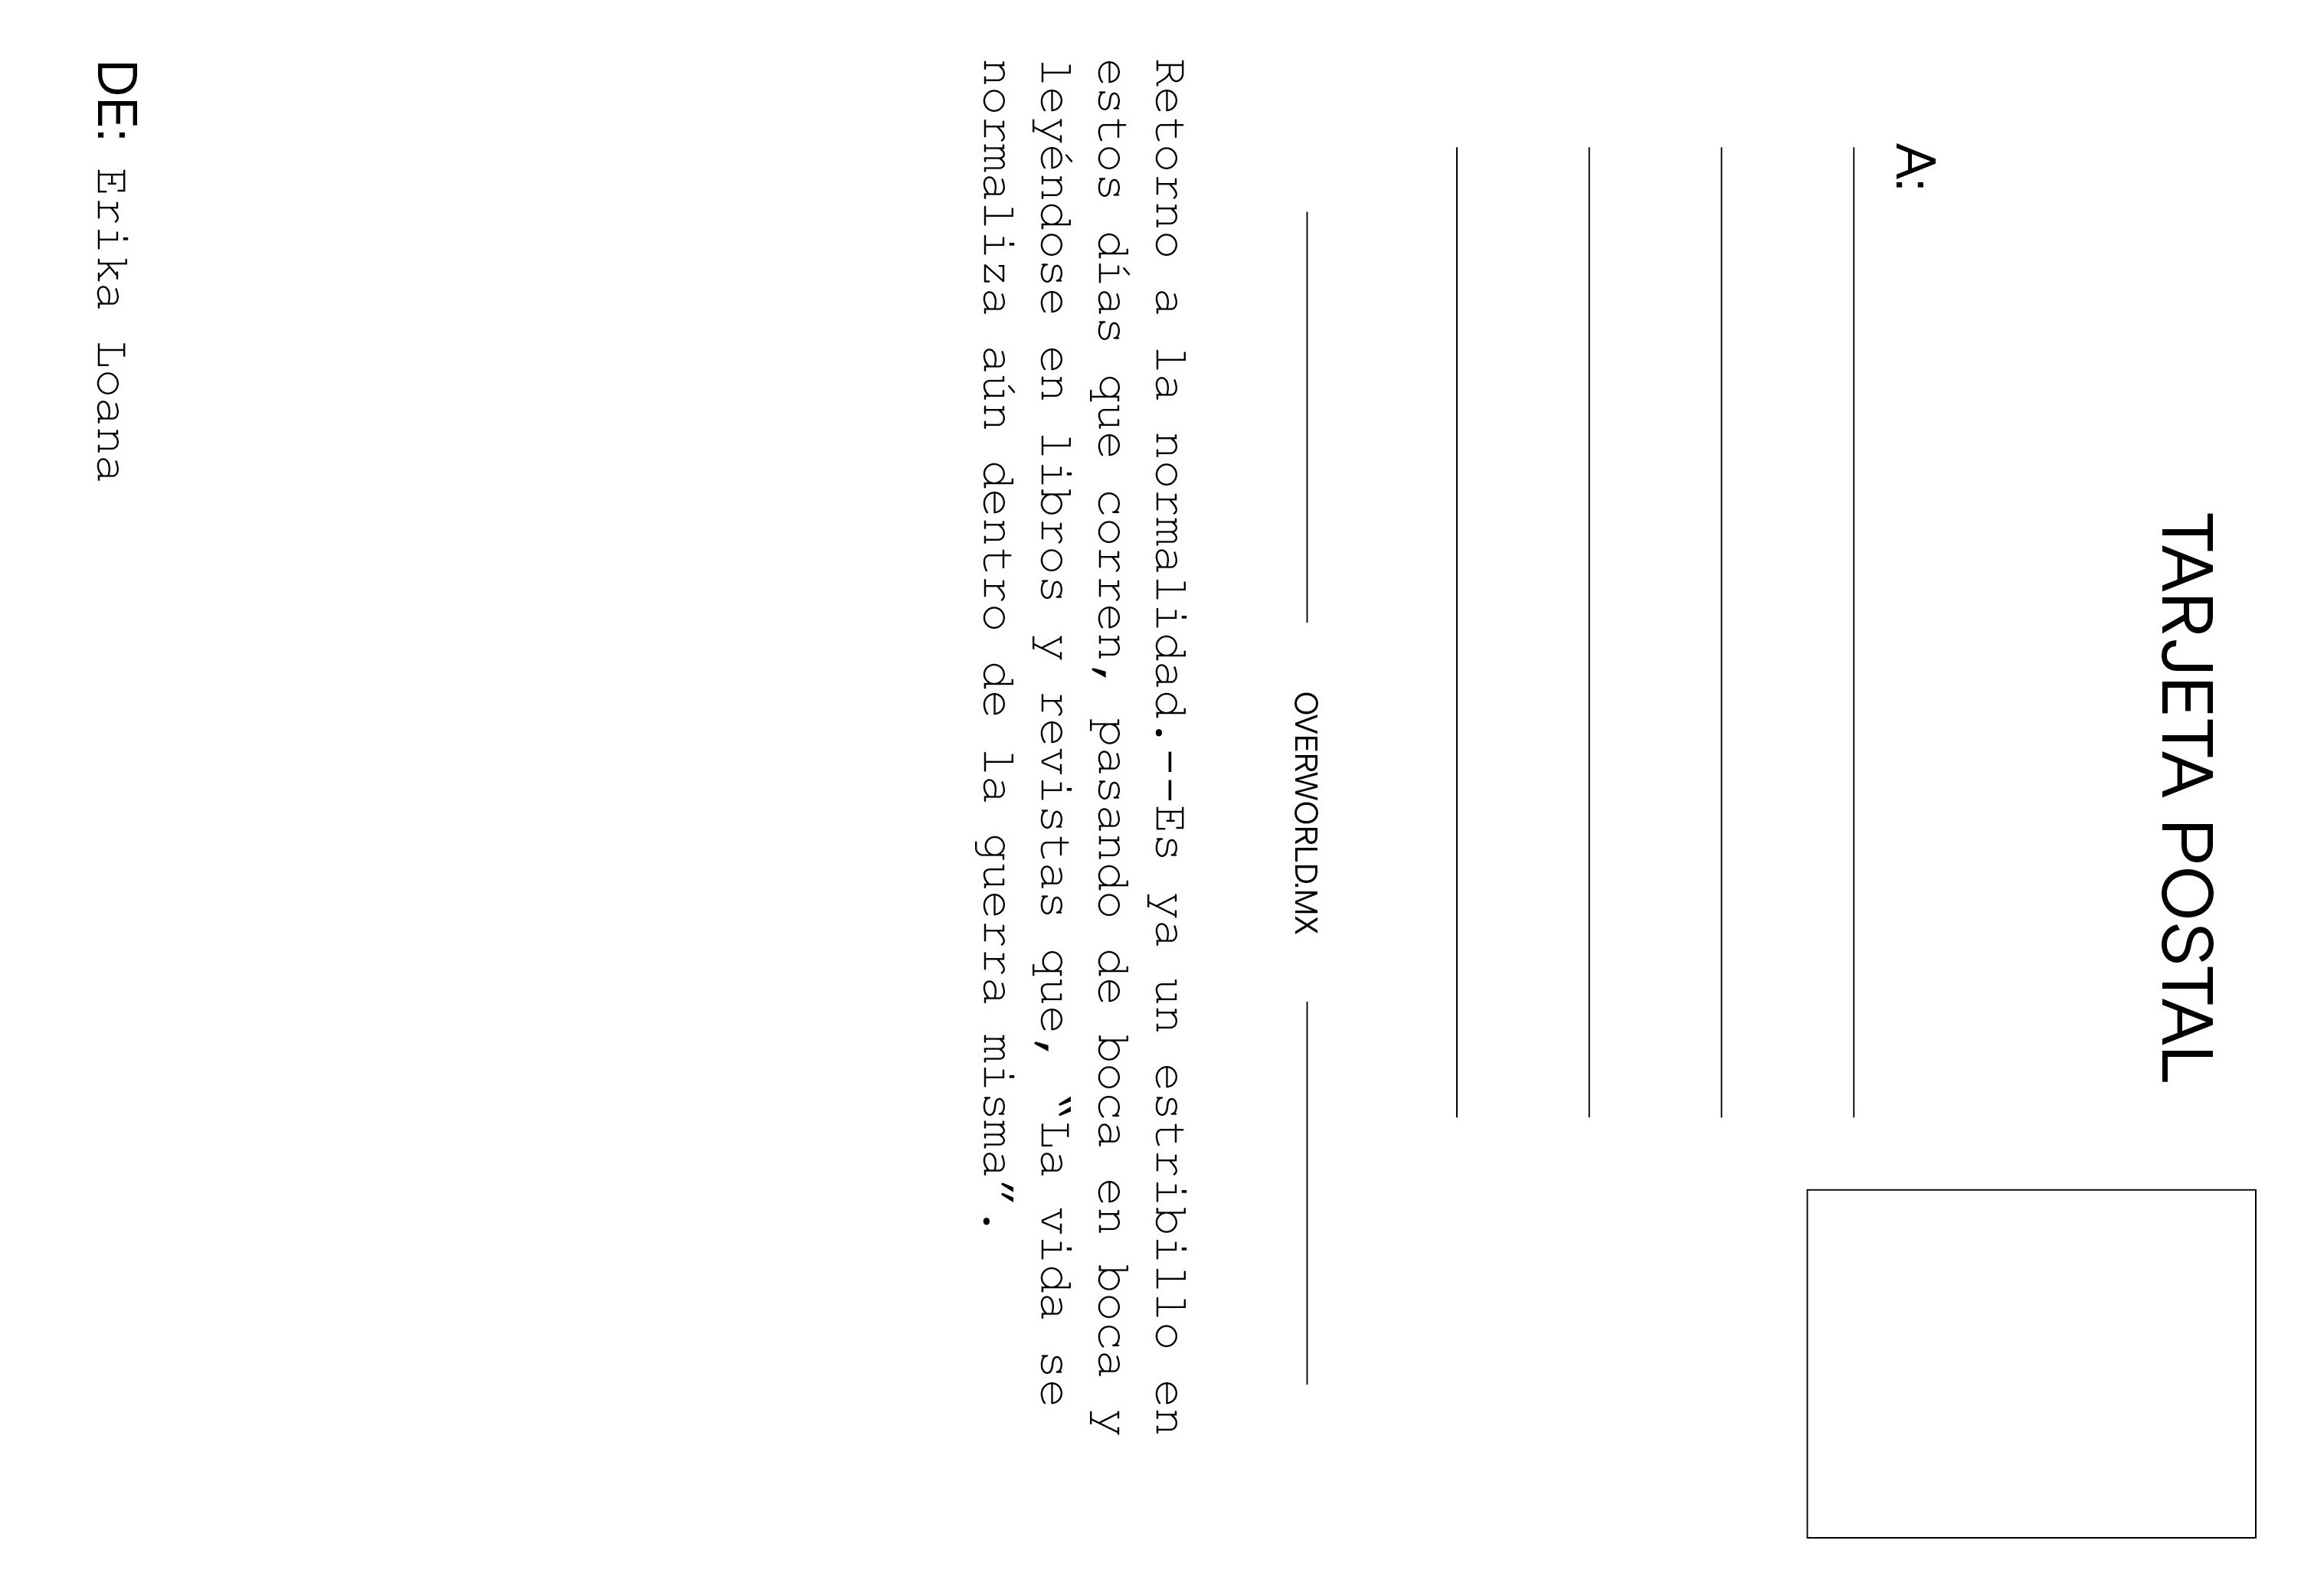 TARJETA POSTAL
A:
OVERWORLD.MX
Retorno a la normalidad.--Es ya un estribillo en
estos días que corren, pasando de boca en boca y
leyéndose en libros y revistas que, “La vida se
normaliza aún dentro de la guerra misma”.
DE: Erika Loana